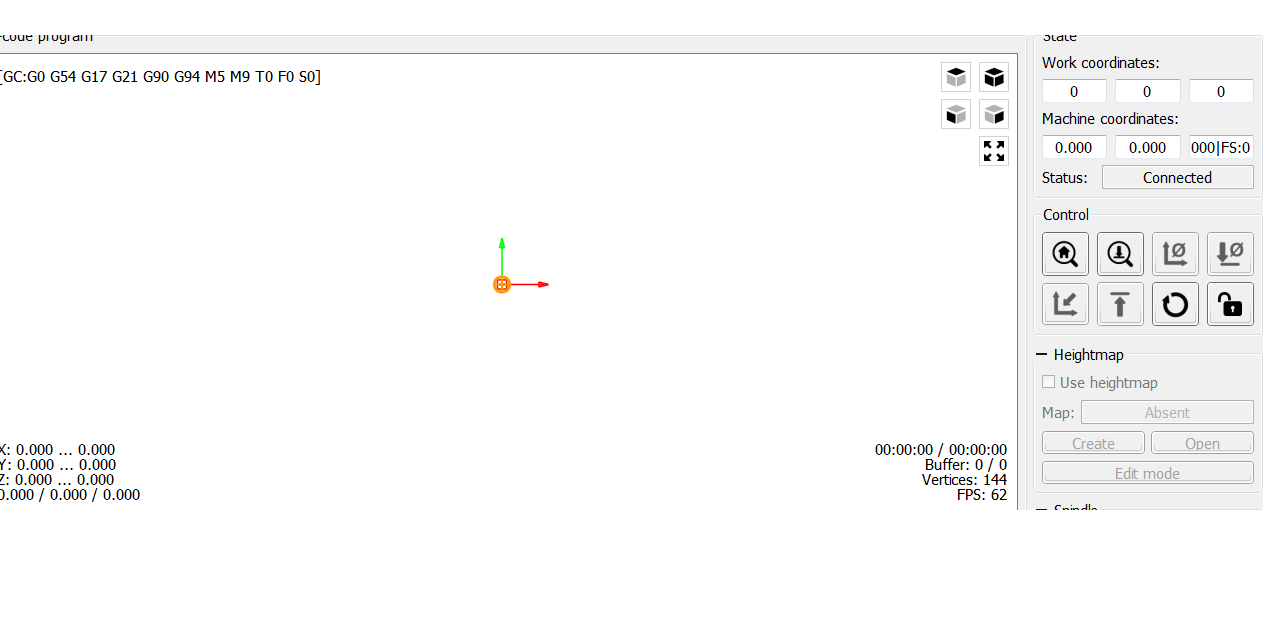 -code program
[GC:G0 G54 G17 G21 G90 G94 M5 M9 T0 F0 S0]
X: 0.000 ... 0.000
Y: 0.000 ... 0.000
Z: 0.000 ... 0.000
0.000 / 0.000 / 0.000
00:00:00 / 00:00:00
Buffer: 0 / 0
Vertices: 144
FPS: 62
State
Work coordinates:
0 0 0
Machine coordinates:
0.000 0.000 000|FS:0
Status: Connected
Control
Heightmap
Use heightmap
Map: Absent
Create Open
Edit mode
Spindle